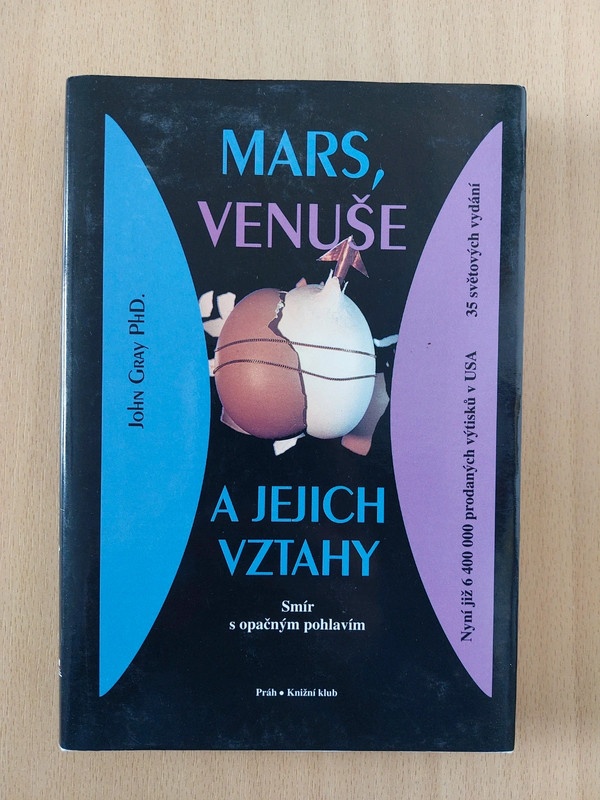 MARS,
VENUŠE
JOHN GRAY PHD.
A JEJICH
VZTAHY
Smír
s opačným pohlavím
Nyní již 6 400 000 prodaných výtisků v USA 35 světových vydání
Práh • Knižní klub